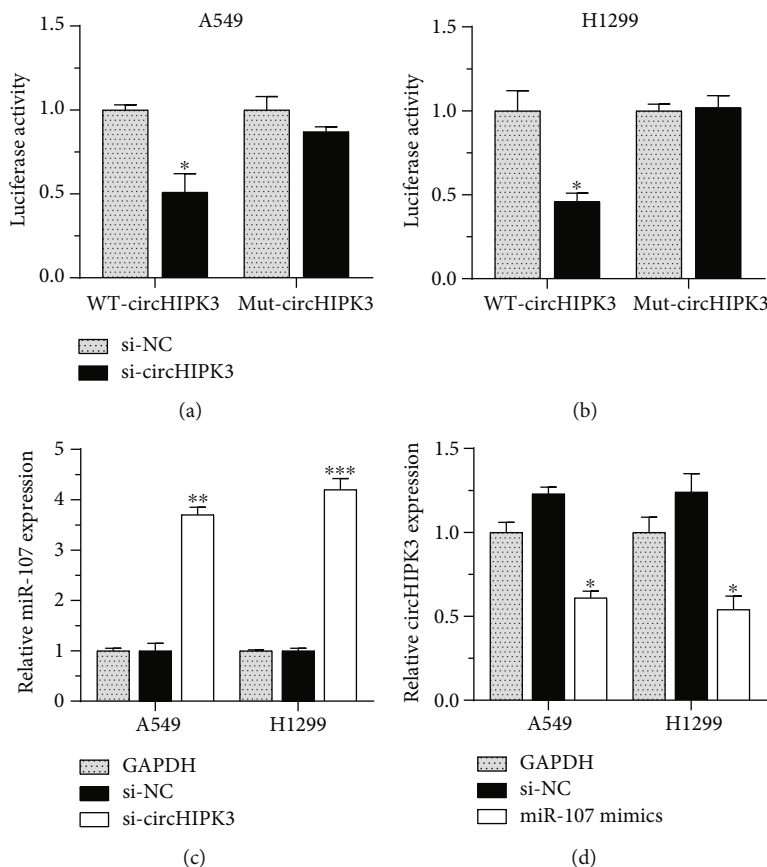 A549
Luciferase activity
1.5
1.0
0.5
0.0
*
WT-circHIPK3 Mut-circHIPK3
si-NC
si-circHIPK3
(a)
H1299
Luciferase activity
1.5
1.0
0.5
0.0
*
WT-circHIPK3 Mut-circHIPK3
(b)
Relative miR-107 expression
5
4
3
2
1
0
**
***
A549 H1299
GAPDH
si-NC
si-circHIPK3
(c)
Relative circHIPK3 expression
1.5
1.0
0.5
0.0
*
*
A549 H1299
GAPDH
si-NC
miR-107 mimics
(d)